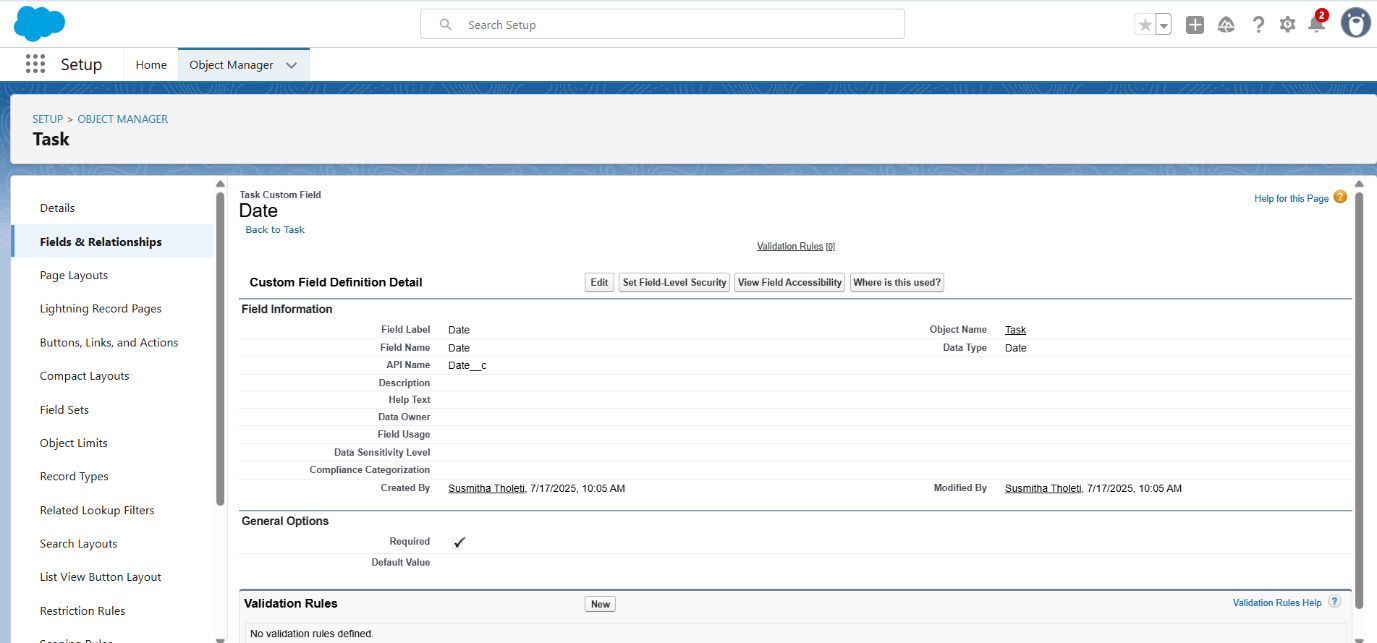 Search Setup
2
Setup
Home
Object Manager
SETUP > OBJECT MANAGER
Task
Details
Fields & Relationships
Page Layouts
Lightning Record Pages
Buttons, Links, and Actions
Compact Layouts
Field Sets
Object Limits
Record Types
Related Lookup Filters
Search Layouts
List View Button Layout
Restriction Rules
Task Custom Field
Date
Back to Task
Help for this Page ?
Validation Rules [0]
Custom Field Definition Detail Edit Set Field-Level Security View Field Accessibility Where is this used?
Field Information
Field Label Date Object Name Task
Field Name Date Data Type Date
API Name Date__c
Description
Help Text
Data Owner
Field Usage
Data Sensitivity Level
Compliance Categorization
Created By Susmitha Tholeti, 7/17/2025, 10:05 AM Modified By Susmitha Tholeti, 7/17/2025, 10:05 AM
General Options
Required ✓
Default Value
Validation Rules New Validation Rules Help ?
No validation rules defined.